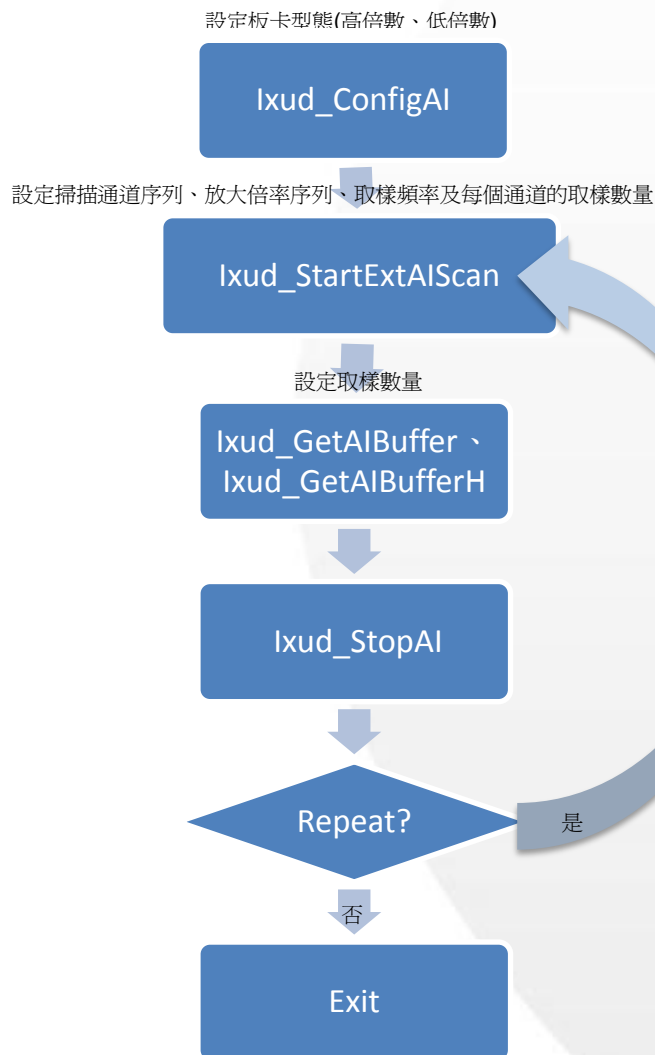 設定板卡型態(高倍數、低倍數)
Ixud_ConfigAI
設定掃描通道序列、放大倍率序列、取樣頻率及每個通道的取樣數量
Ixud_StartExtAIScan
設定取樣數量
Ixud_GetAIBuffer、
Ixud_GetAIBufferH
Ixud_StopAI
Repeat?
是
否
Exit